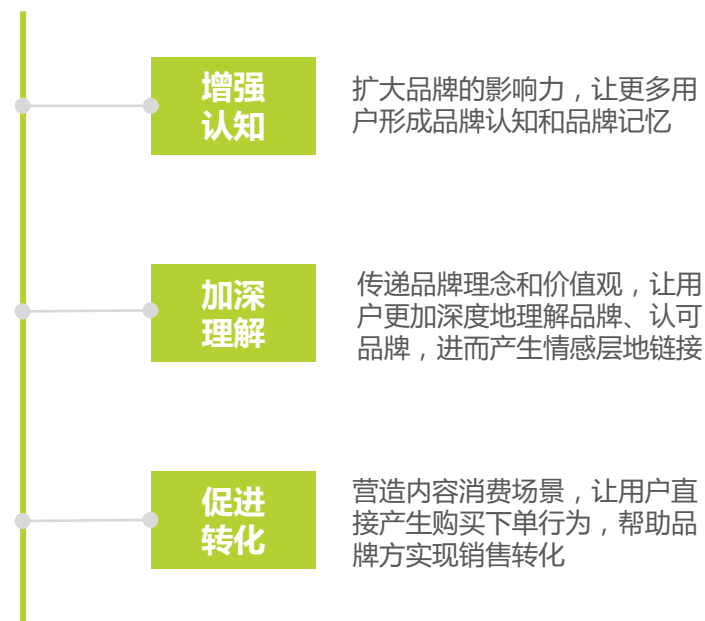 增强
认知
扩大品牌的影响力，让更多用
户形成品牌认知和品牌记忆
加深
理解
传递品牌理念和价值观，让用
户更加深度地理解品牌、认可
品牌，进而产生情感层地链接
促进
转化
营造内容消费场景，让用户直
接产生购买下单行为，帮助品
牌方实现销售转化